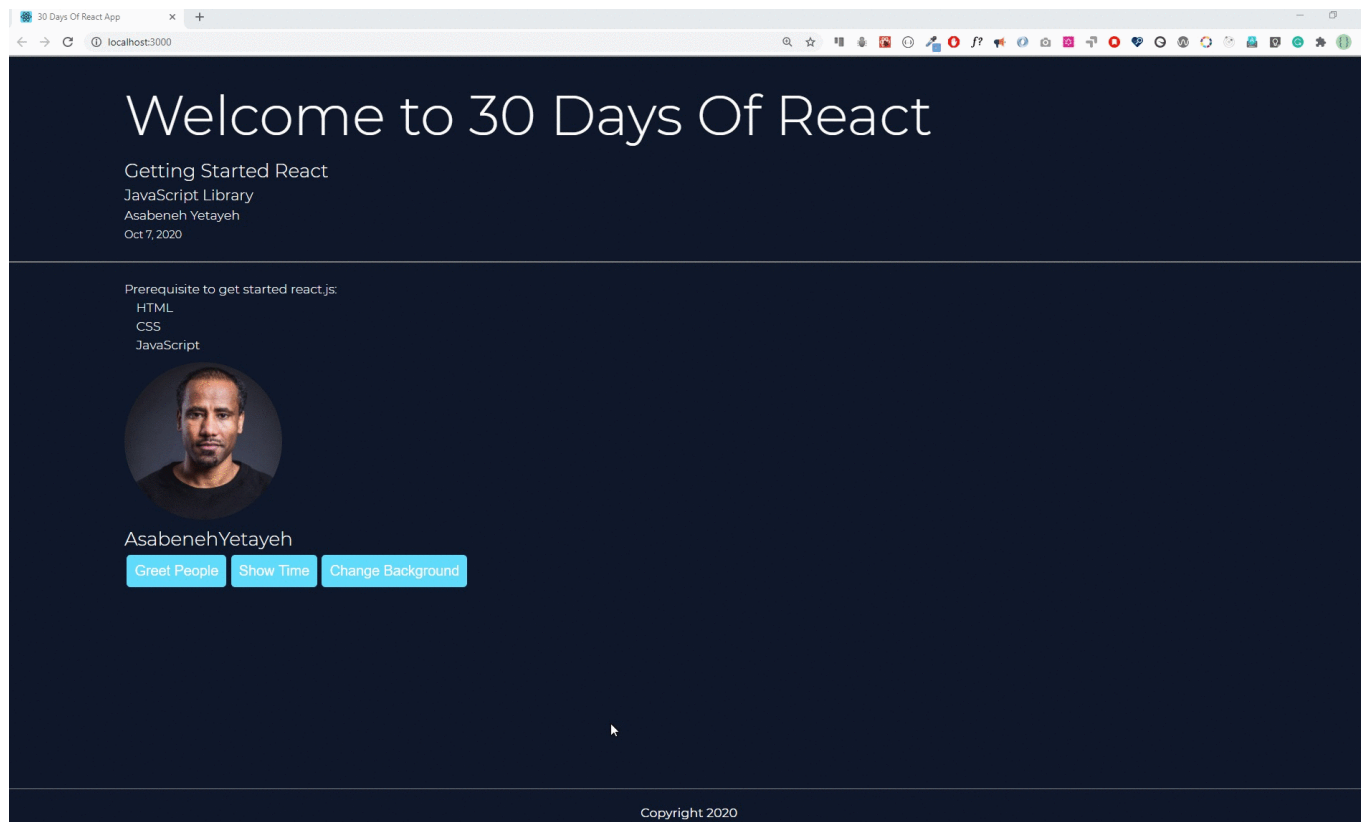 30 Days Of React App
localhost:3000
Welcome to 30 Days Of React
Getting Started React
JavaScript Library
Asabeneh Yetayeh
Oct 7, 2020
Prerequisite to get started react.js:
HTML
CSS
JavaScript
AsabenehYetayeh
Greet People Show Time Change Background
Copyright 2020